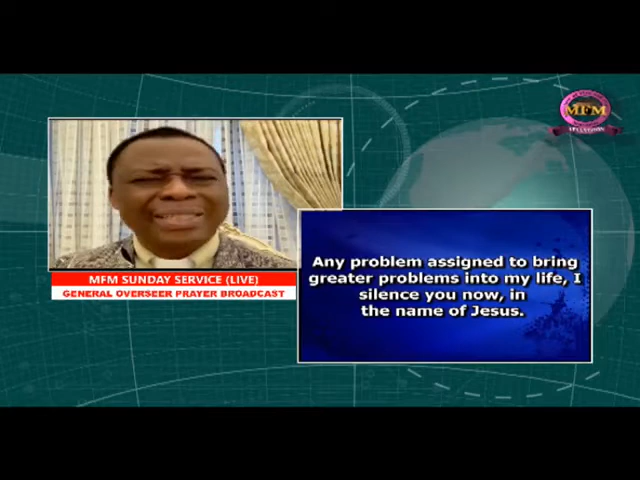 MFM
MFM SUNDAY SERVICE (LIVE)
GENERAL OVERSEER PRAYER BROADCAST
Any problem assigned to bring
greater problems into my life, I
silence you now, in
the name of Jesus.